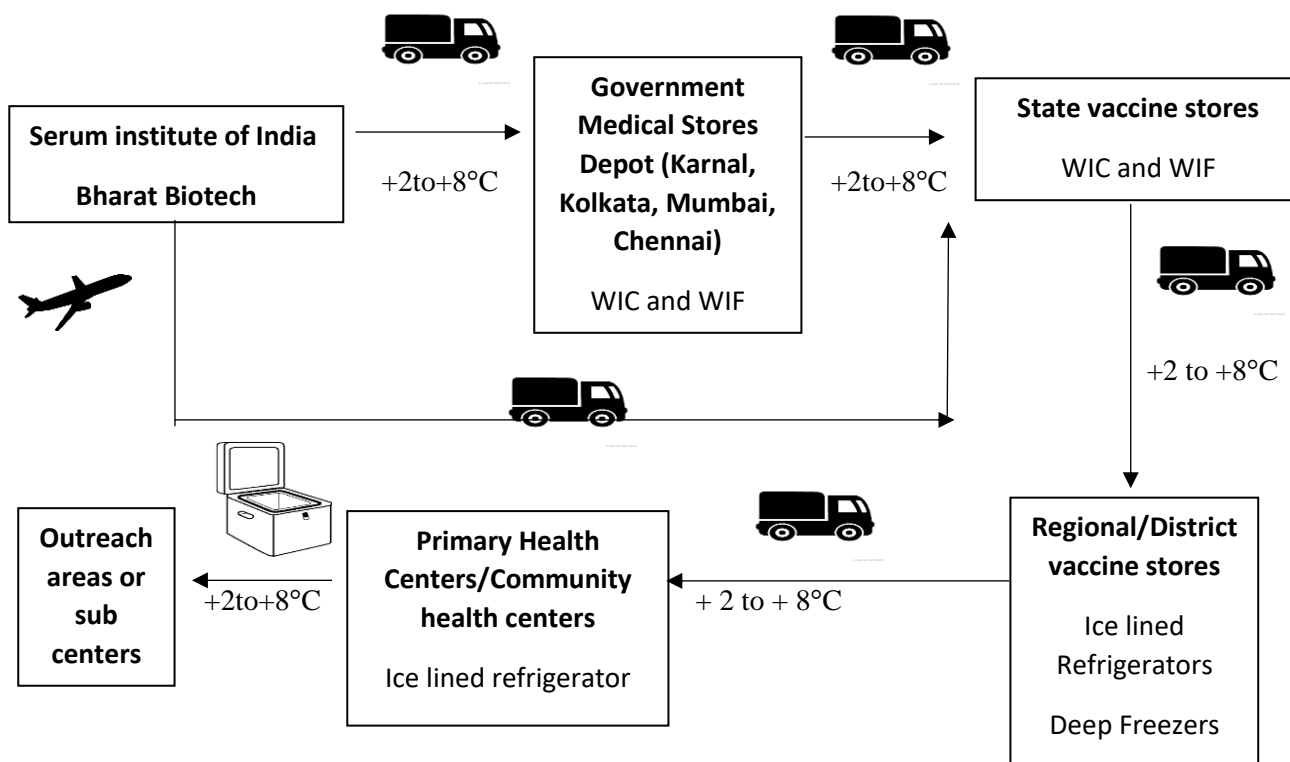 Serum institute of India
Bharat Biotech
+2to+8°C
Government
Medical Stores
Depot (Karnal,
Kolkata, Mumbai,
Chennai)
WIC and WIF
+2to+8°C
State vaccine stores
WIC and WIF
+2 to +8°C
Regional/District
vaccine stores
Ice lined
Refrigerators
Deep Freezers
+ 2 to + 8°C
Primary Health
Centers/Community
health centers
Ice lined refrigerator
+2to+8°C
Outreach
areas or
sub
centers